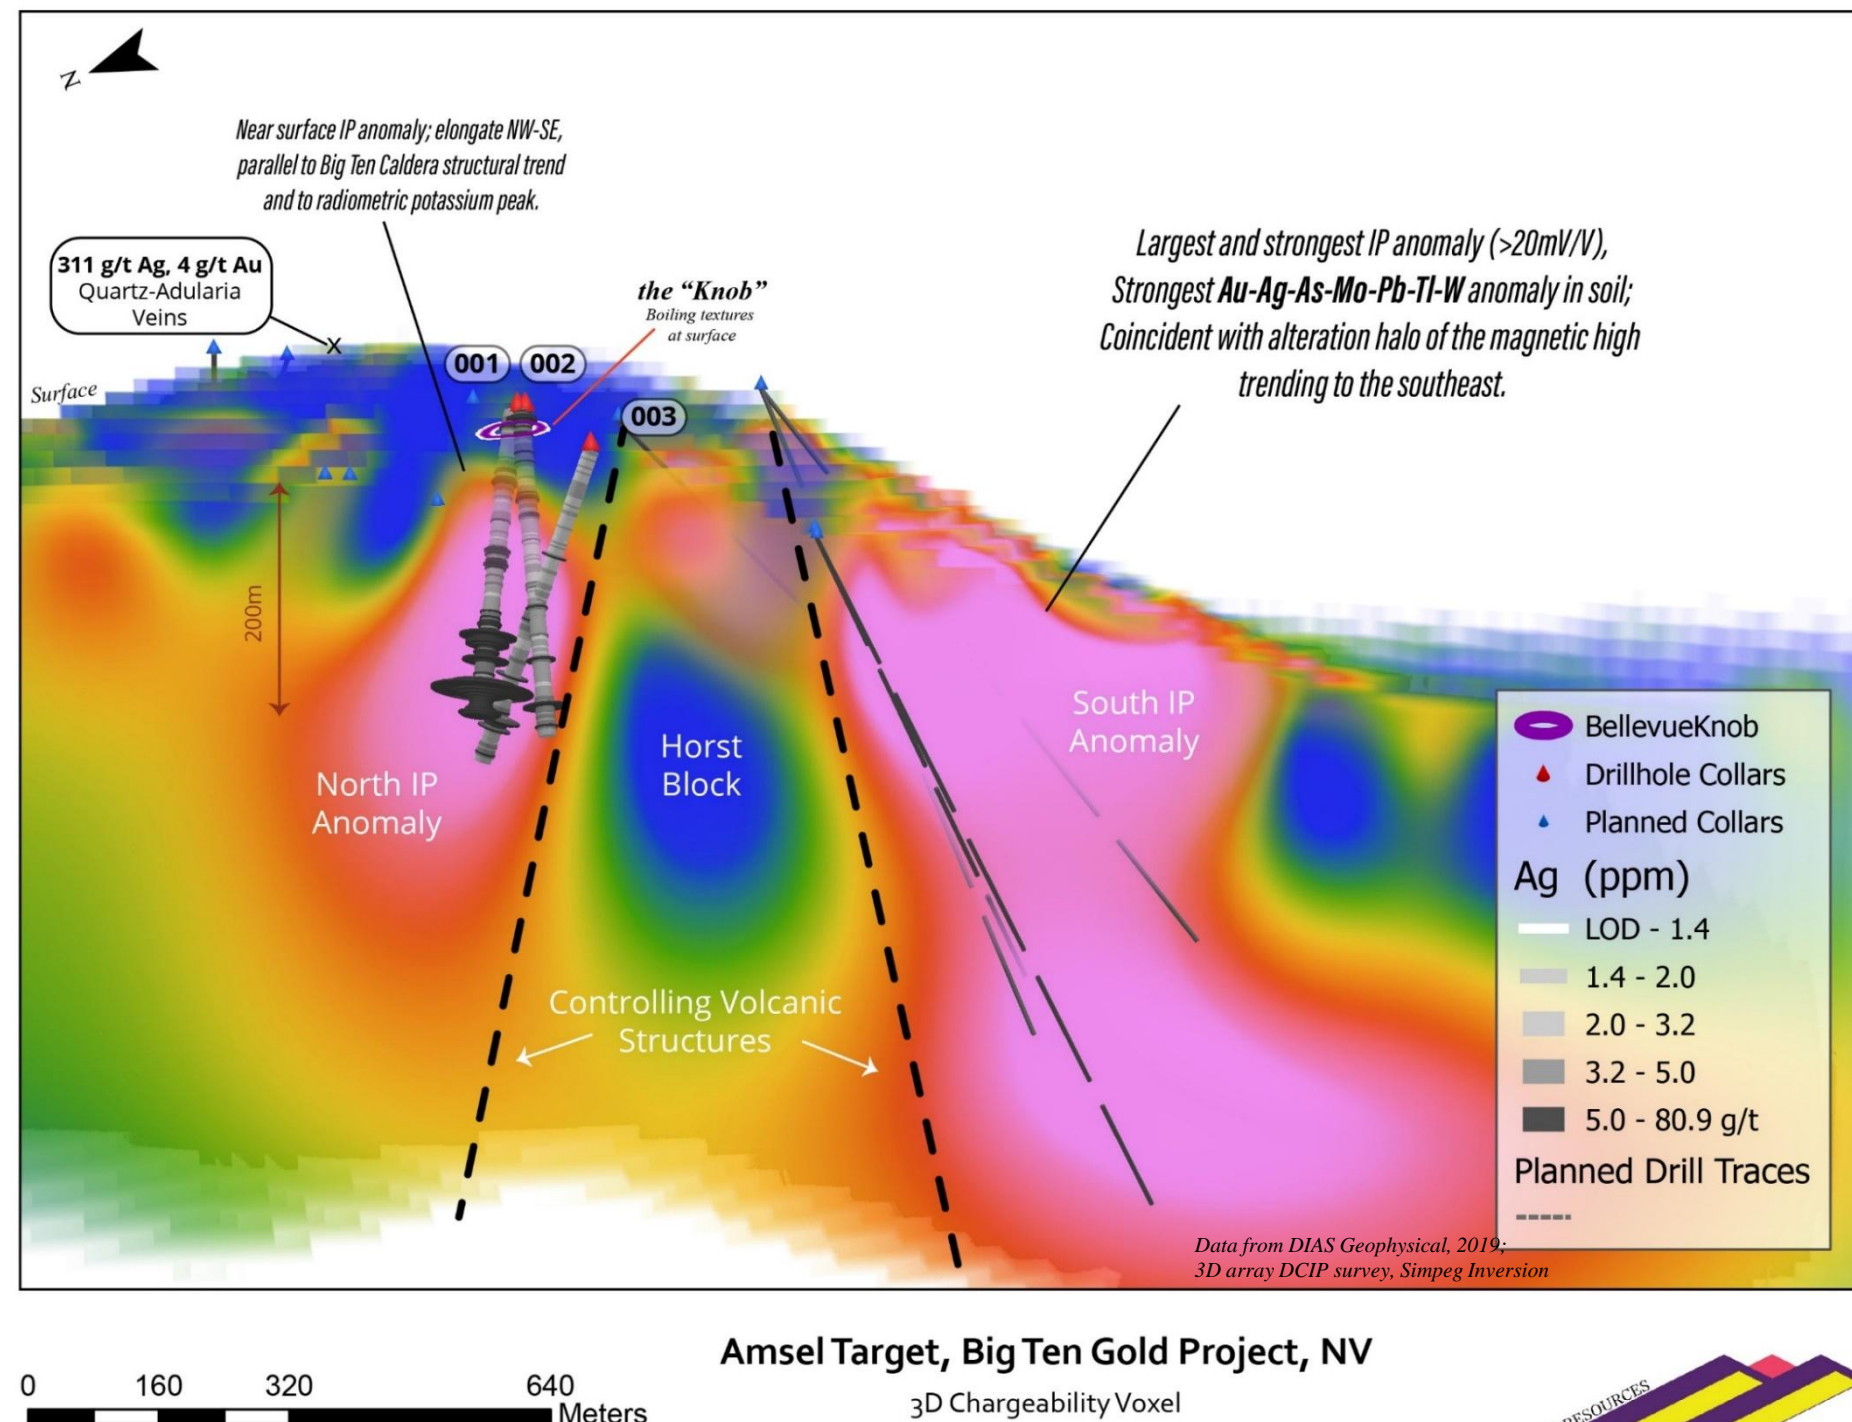 N
Near surface IP anomaly; elongate NW-SE,
parallel to Big Ten Caldera structural trend
and to radiometric potassium peak.
311 g/t Ag, 4 g/t Au
Quartz-Adularia
Veins
X
the “Knob”
Boiling textures
at surface
Largest and strongest IP anomaly (>20mV/V),
Strongest Au-Ag-As-Mo-Pb-Tl-W anomaly in soil;
Coincident with alteration halo of the magnetic high
trending to the southeast.
Surface
001
002
003
200m
North IP
Anomaly
Horst
Block
South IP
Anomaly
Controlling Volcanic
Structures
BellevueKnob
Drillhole Collars
Planned Collars
Ag (ppm)
LOD - 1.4
1.4 - 2.0
2.0 - 3.2
3.2 - 5.0
5.0 - 80.9 g/t
Planned Drill Traces
Data from DIAS Geophysical, 2019;
3D array DCIP survey, Simpeg Inversion
Amsel Target, Big Ten Gold Project, NV
3D Chargeability Voxel
0 160 320 640
Meters
RESOURCES